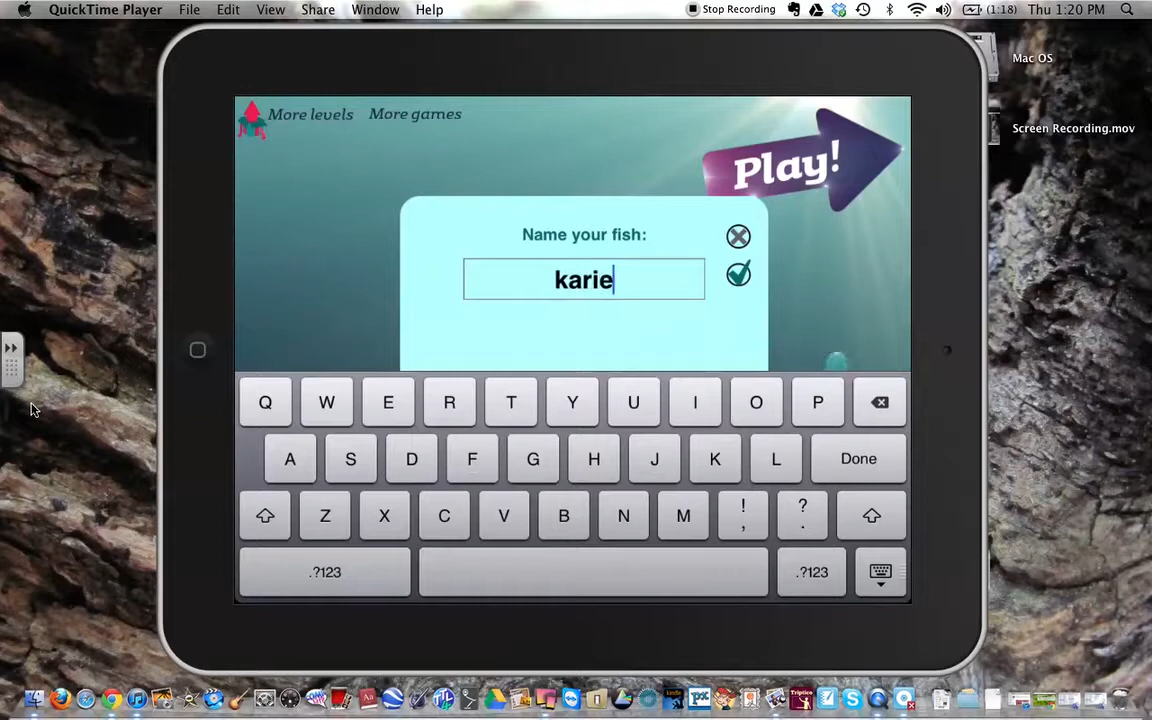 QuickTime Player File Edit View Share Window Help Stop Recording (1:18) Thu 1:20 PM
Mac OS
Screen Recording.mov
More levels More games
Play!
Name your fish:
karie
Q W E R T Y U I O P
A S D F G H J K L Done
Z X C V B N M ! , ? .
.?123 .?123